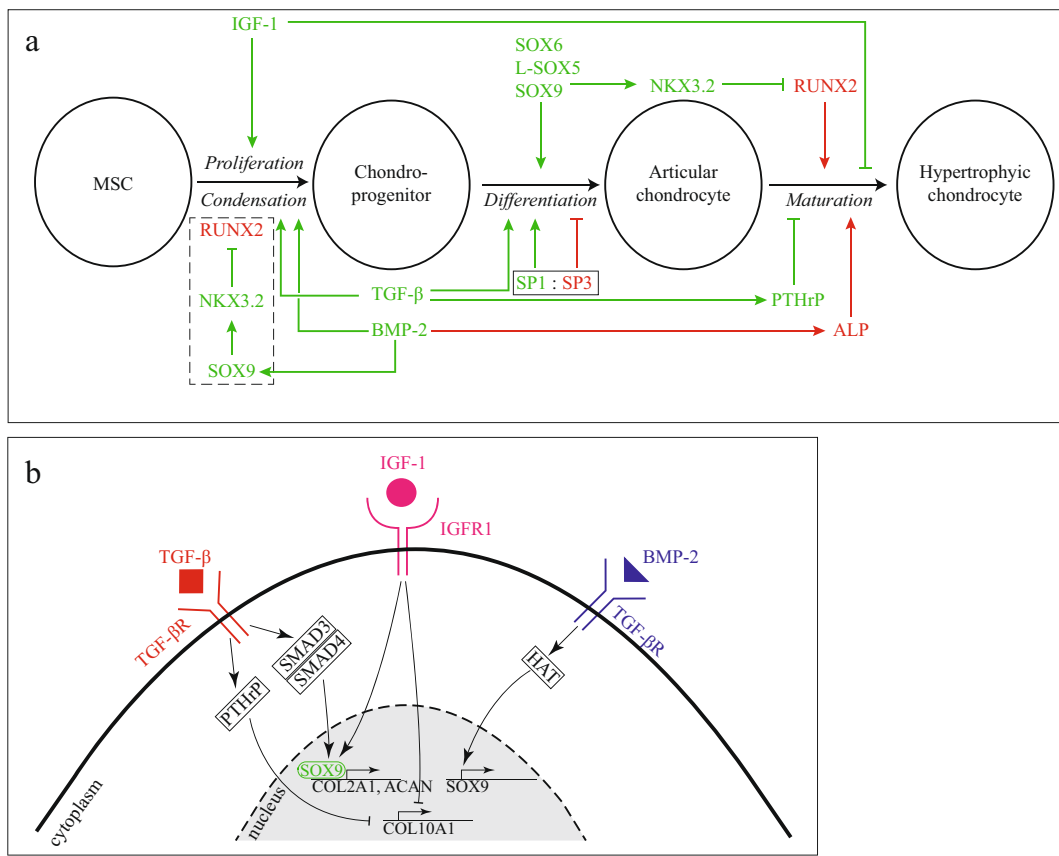 a
IGF-1
SOX6
L-SOX5
SOX9
NKX3.2
RUNX2
MSC
Proliferation
Condensation
Chondro-
progenitor
Differentiation
Articular
chondrocyte
Maturation
Hypertrophyic
chondrocyte
RUNX2
NKX3.2
SOX9
TGF-β
BMP-2
SP1 : SP3
PTHrP
ALP
b
IGF-1
IGFR1
TGF-β
TGF-βR
BMP-2
TGF-βR
SMAD3
SMAD4
PTHrP
HAT
SOX9
COL2A1, ACAN
SOX9
COL10A1
nucleus
cytoplasm